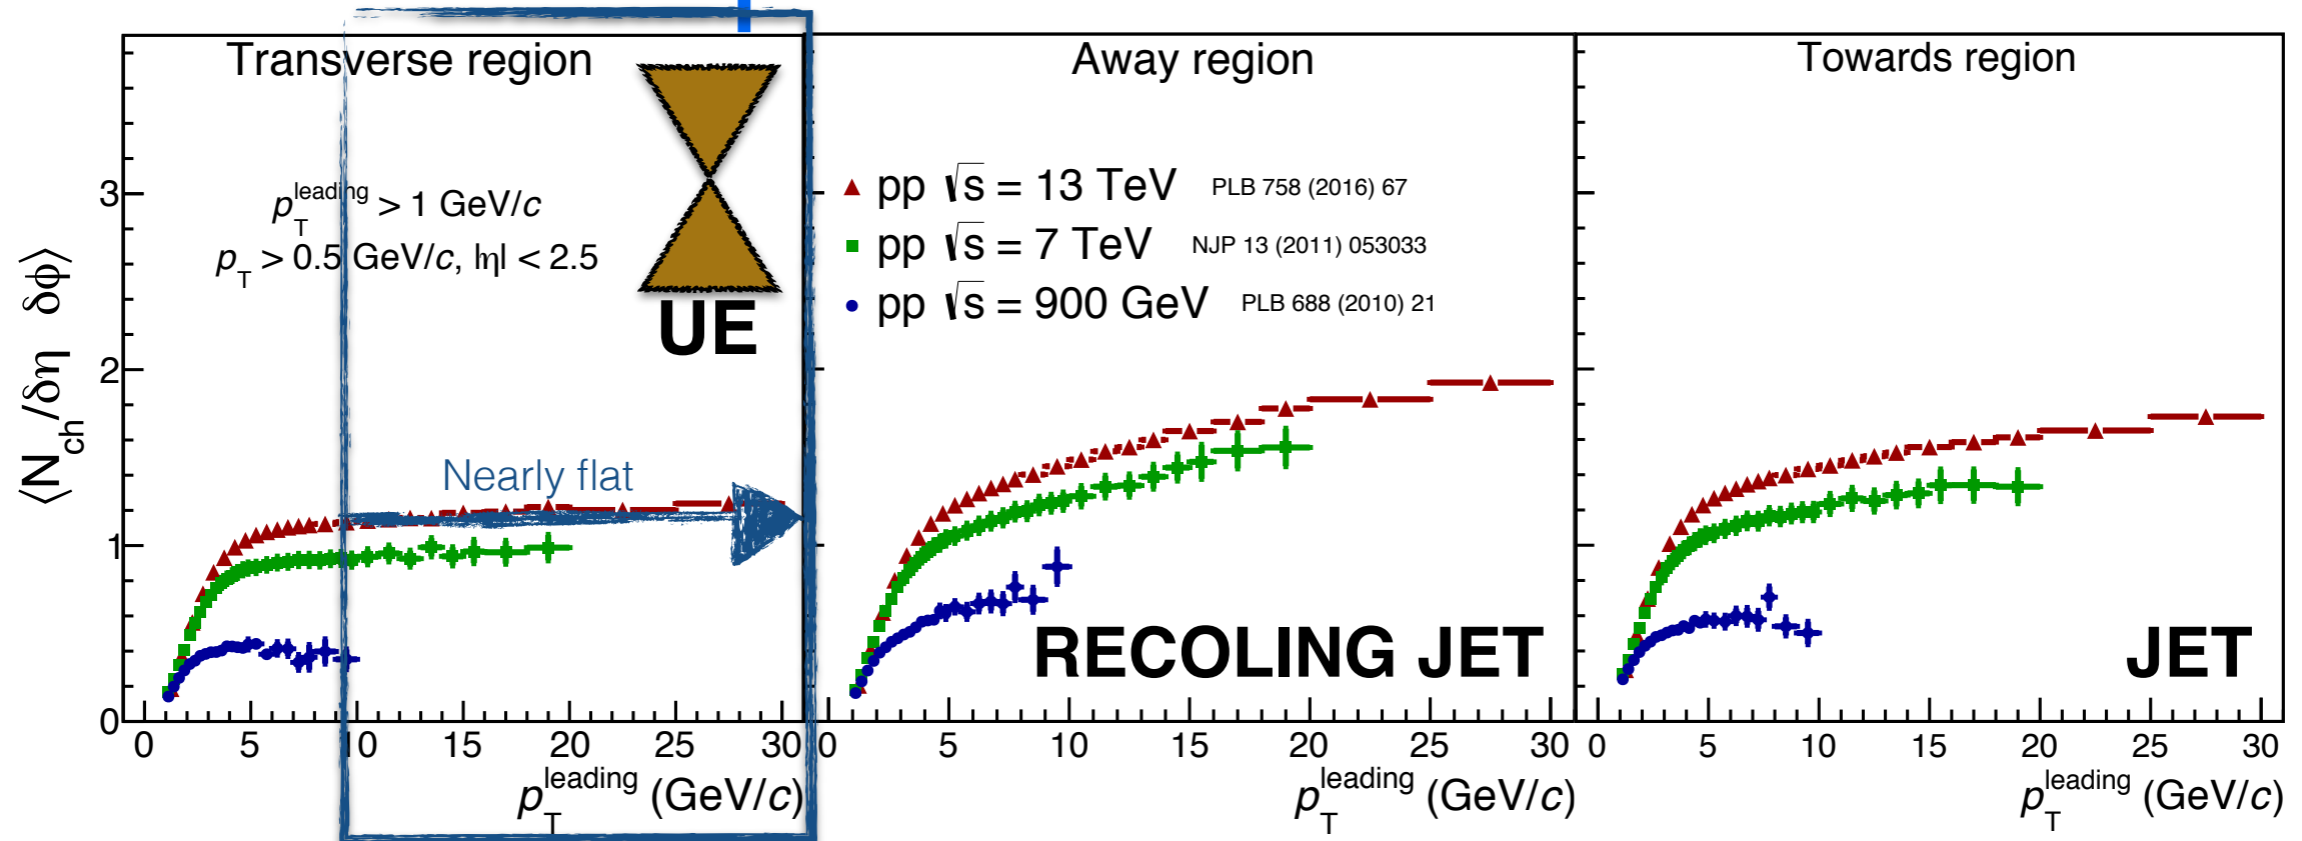 Transverse region
p_T^leading > 1 GeV/c
p_T > 0.5 GeV/c, |η| < 2.5
UE
Nearly flat
⟨N_ch/δη δϕ⟩
3
2
1
0
0 5 10 15 20 25 30
p_T^leading (GeV/c)
Away region
pp √s = 13 TeV PLB 758 (2016) 67
pp √s = 7 TeV NJP 13 (2011) 053033
pp √s = 900 GeV PLB 688 (2010) 21
RECOLING JET
0 5 10 15 20 25 30
p_T^leading (GeV/c)
Towards region
JET
0 5 10 15 20 25 30
p_T^leading (GeV/c)